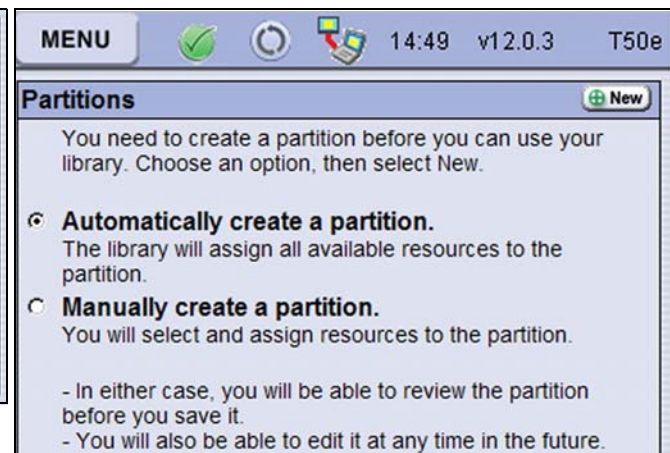 MENU 14:49 v12.0.3 T50e
Partitions New
You need to create a partition before you can use your
library. Choose an option, then select New.
Automatically create a partition.
The library will assign all available resources to the
partition.
Manually create a partition.
You will select and assign resources to the partition.
- In either case, you will be able to review the partition
before you save it.
- You will also be able to edit it at any time in the future.